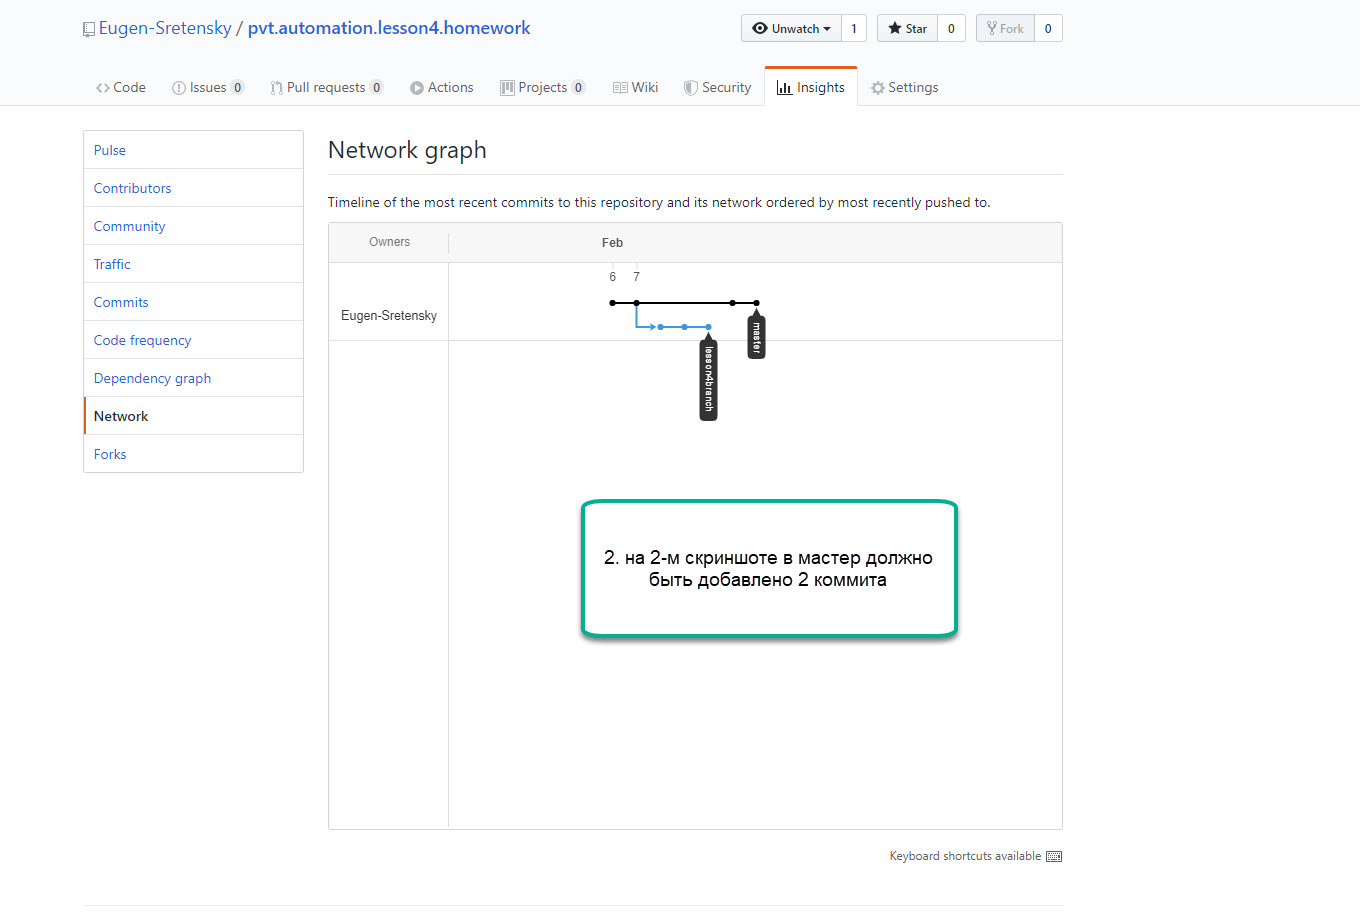 Eugen-Sretensky / pvt.automation.lesson4.homework
Unwatch 1 Star 0 Fork 0
Code Issues 0 Pull requests 0 Actions Projects 0 Wiki Security Insights Settings
Pulse
Contributors
Community
Traffic
Commits
Code frequency
Dependency graph
Network
Forks
Network graph
Timeline of the most recent commits to this repository and its network ordered by most recently pushed to.
Owners Feb
6 7
Eugen-Sretensky
master
lesson4branch
2. на 2-м скриншоте в мастер должно
быть добавлено 2 коммита
Keyboard shortcuts available